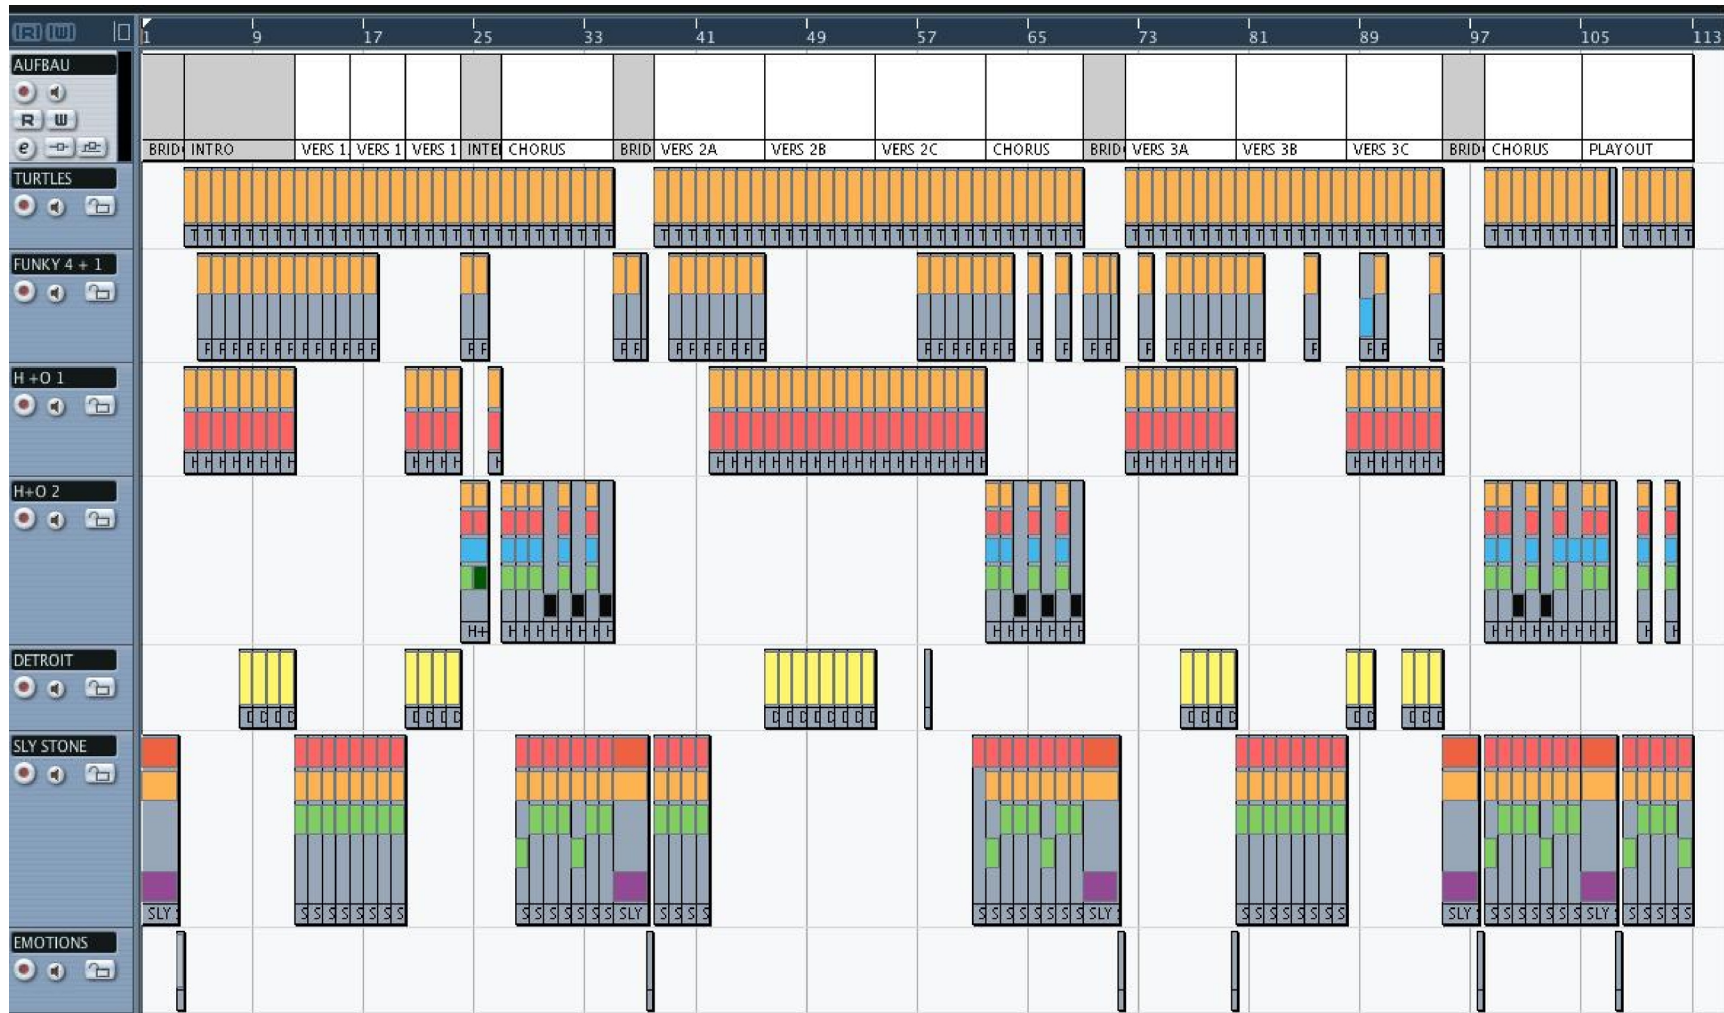 R W
1 9 17 25 33 41 49 57 65 73 81 89 97 105 113
AUFBAU
R W
e
BRID INTRO VERS 1. VERS 1 VERS 1 INTE CHORUS BRID VERS 2A VERS 2B VERS 2C CHORUS BRID VERS 3A VERS 3B VERS 3C BRID CHORUS PLAYOUT
TURTLES
T T T T T T T T T T T T T T T T T T T T T T T T T T T T T T T T T T T T T T T T T T T T T T T T T T T T T T T T T T T T T T T T T T T T T T T T T T T T T T T T T T T T T T T T T T T T T T T T T T T T
FUNKY 4 + 1
F F F F F F F F F F F F F F F F F F F F F F F F F F F F F F F F F F F F F F F F F F F F F F F
H +O 1
H H H H H H H H H H H H H H H H H H H H H H H H H H H H H H H H H H H H H H H H H H H H H H H H
H+O 2
H+ H H H H H H H H H H H H H H H H H H H H H H H H H H
DETROIT
D D D D D D D D D D D D D D D D D D D D D D D D D
SLY STONE
SLY S S S S S S S S S S S S S S S SLY S S S S S S S S S S S S SLY S S S S S S S S SLY S S S S S S S SLY S S S S S
EMOTIONS